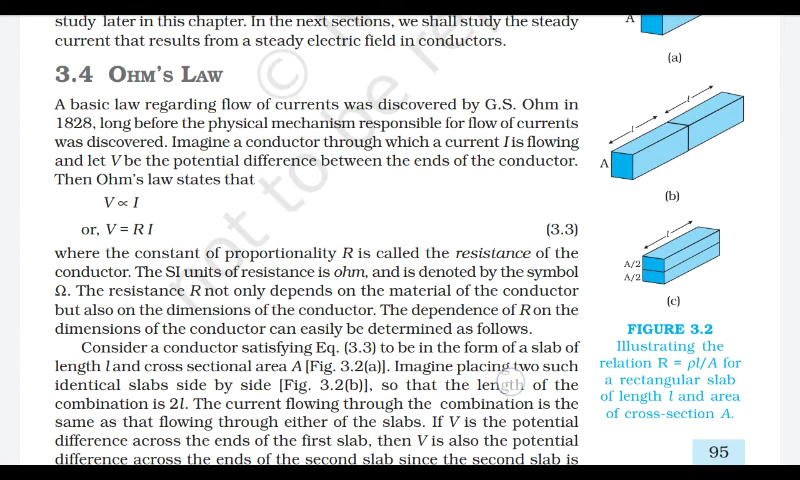 study later in this chapter. In the next sections, we shall study the steady
current that results from a steady electric field in conductors.
3.4 OHM'S LAW
A basic law regarding flow of currents was discovered by G.S. Ohm in
1828, long before the physical mechanism responsible for flow of currents
was discovered. Imagine a conductor through which a current I is flowing
and let V be the potential difference between the ends of the conductor.
Then Ohm's law states that
V ∝ I
or, V = R I (3.3)
where the constant of proportionality R is called the resistance of the
conductor. The SI units of resistance is ohm, and is denoted by the symbol
Ω. The resistance R not only depends on the material of the conductor
but also on the dimensions of the conductor. The dependence of R on the
dimensions of the conductor can easily be determined as follows.
Consider a conductor satisfying Eq. (3.3) to be in the form of a slab of
length l and cross sectional area A [Fig. 3.2(a)]. Imagine placing two such
identical slabs side by side [Fig. 3.2(b)], so that the length of the
combination is 2l. The current flowing through the combination is the
same as that flowing through either of the slabs. If V is the potential
difference across the ends of the first slab, then V is also the potential
difference across the ends of the second slab since the second slab is
A
(a)
l
l
A
(b)
l
A/2
A/2
(c)
FIGURE 3.2
Illustrating the
relation R = ρl/A for
a rectangular slab
of length l and area
of cross-section A.
95
©
not to be re